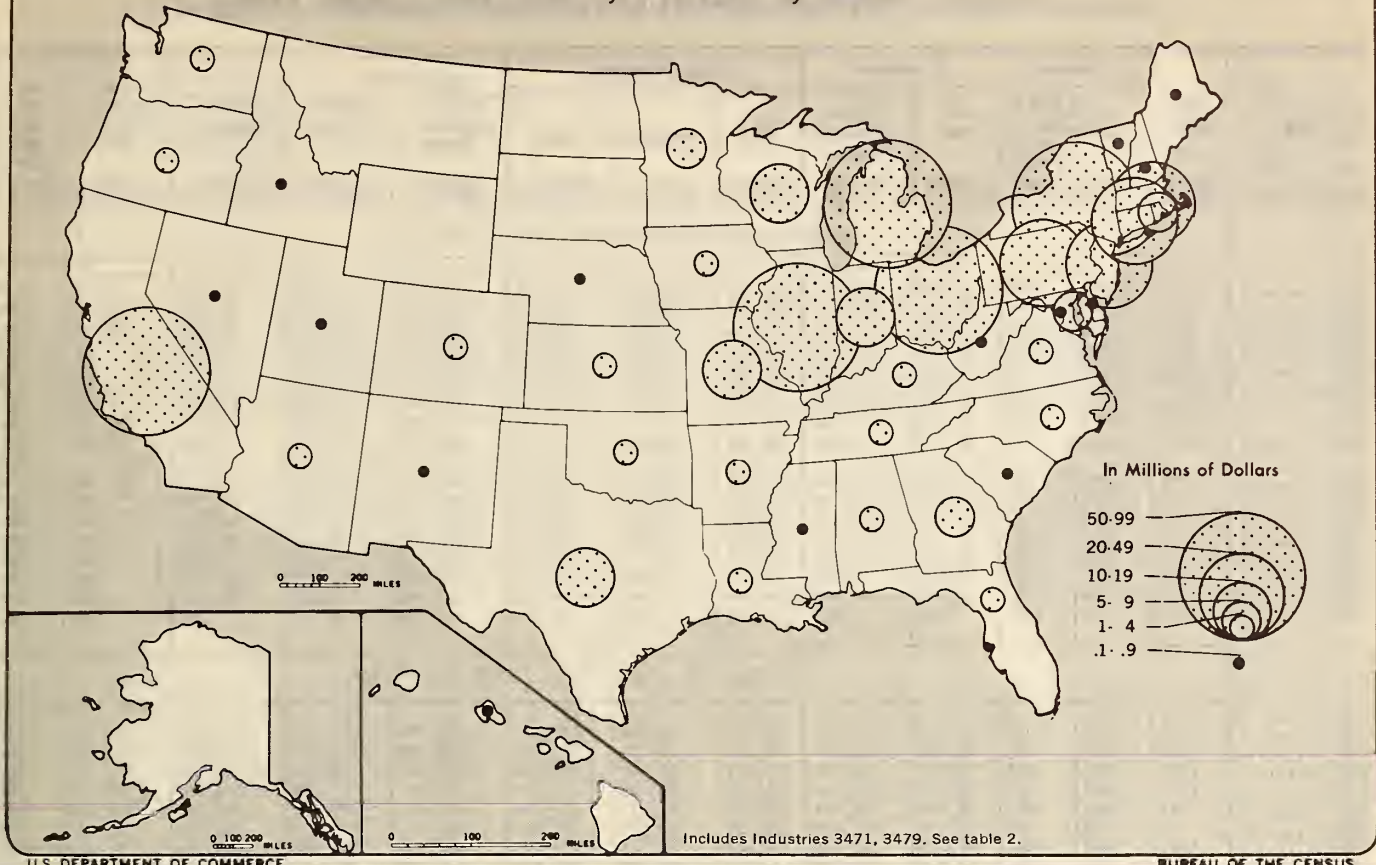 In Millions of Dollars
50-99
20-49
10-19
5- 9
1- 4
.1- .9
0 100 200 MILES
0 100 200 MILES
0 100 200 MILES
Includes Industries 3471, 3479. See table 2.
U.S. DEPARTMENT OF COMMERCE
BUREAU OF THE CENSUS